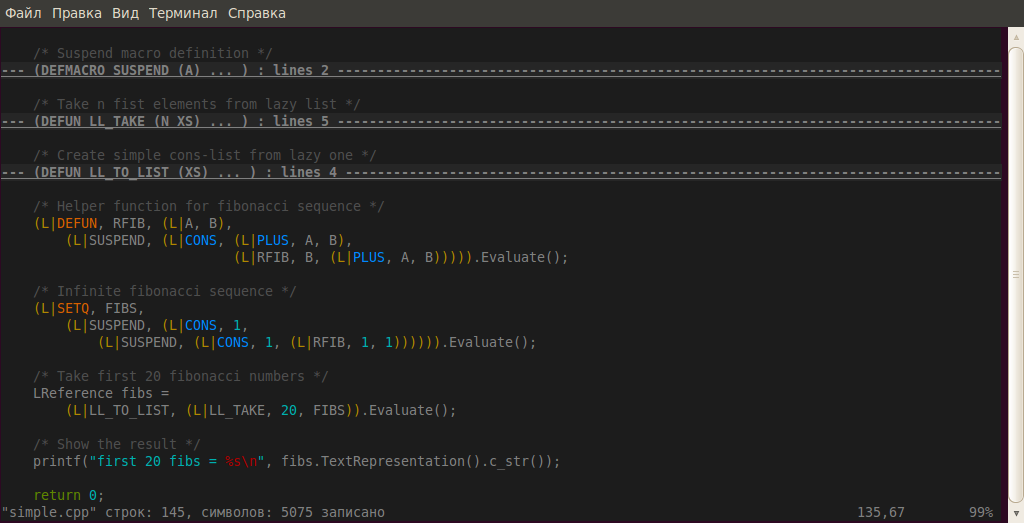 Файл Правка Вид Терминал Справка
/* Suspend macro definition */
--- (DEFMACRO SUSPEND (A) ... ) : lines 2 -----------------------------------------------------------------------------------
/* Take n fist elements from lazy list */
--- (DEFUN LL_TAKE (N XS) ... ) : lines 5 -----------------------------------------------------------------------------------
/* Create simple cons-list from lazy one */
--- (DEFUN LL_TO_LIST (XS) ... ) : lines 4 ----------------------------------------------------------------------------------
/* Helper function for fibonacci sequence */
(L|DEFUN, RFIB, (L|A, B),
(L|SUSPEND, (L|CONS, (L|PLUS, A, B),
(L|RFIB, B, (L|PLUS, A, B))))).Evaluate();
/* Infinite fibonacci sequence */
(L|SETQ, FIBS,
(L|SUSPEND, (L|CONS, 1,
(L|SUSPEND, (L|CONS, 1, (L|RFIB, 1, 1)))))).Evaluate();
/* Take first 20 fibonacci numbers */
LReference fibs =
(L|LL_TO_LIST, (L|LL_TAKE, 20, FIBS)).Evaluate();
/* Show the result */
printf("first 20 fibs = %s\n", fibs.TextRepresentation().c_str());
return 0;
"simple.cpp" строк: 145, символов: 5075 записано 135,67 99%